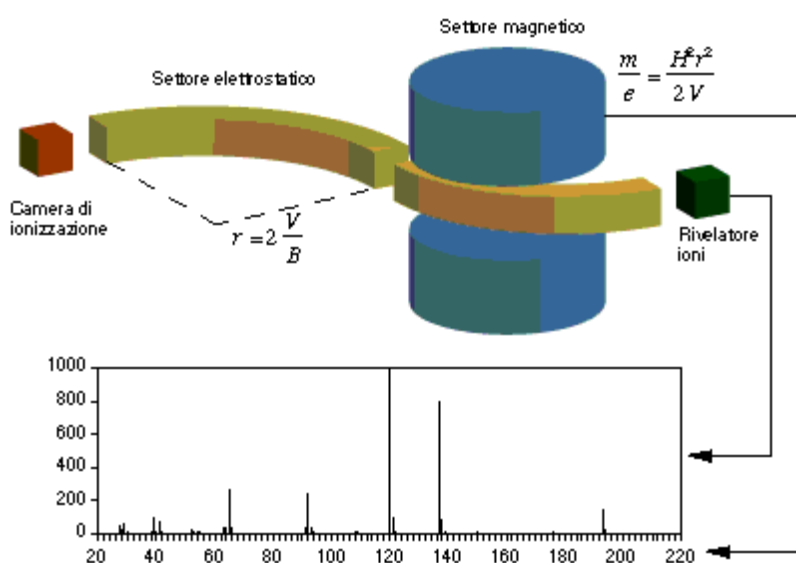 Settore magnetico
Settore elettrostatico
m/e = H²r²/2V
Camera di
ionizzazione
r = 2 V/B
Rivelatore
ioni
1000
800
600
400
200
0
20 40 60 80 100 120 140 160 180 200 220